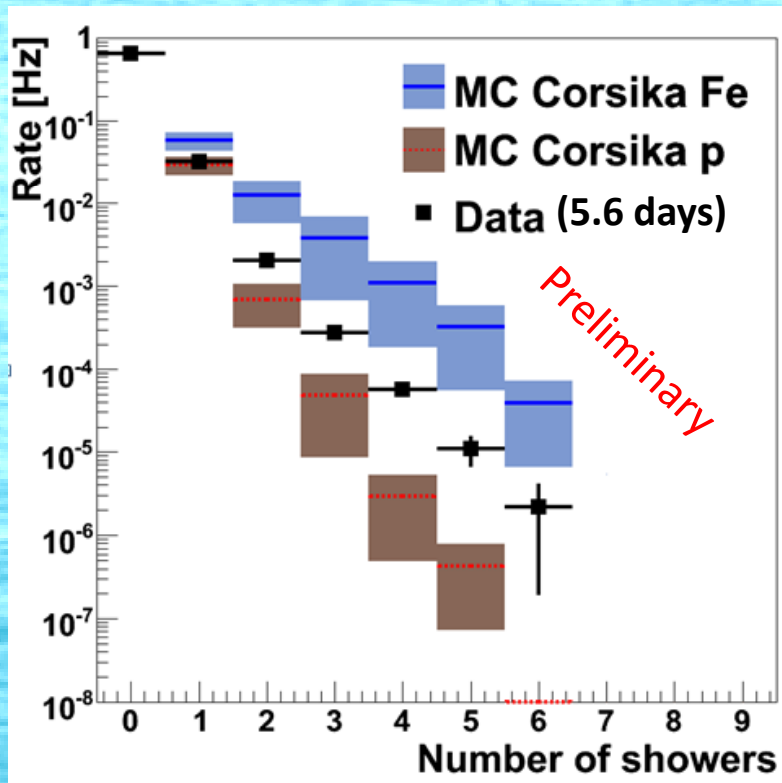 Rate [Hz]
1
10-1
10-2
10-3
10-4
10-5
10-6
10-7
10-8
MC Corsika Fe
MC Corsika p
Data (5.6 days)
Preliminary
0 1 2 3 4 5 6 7 8 9
Number of showers